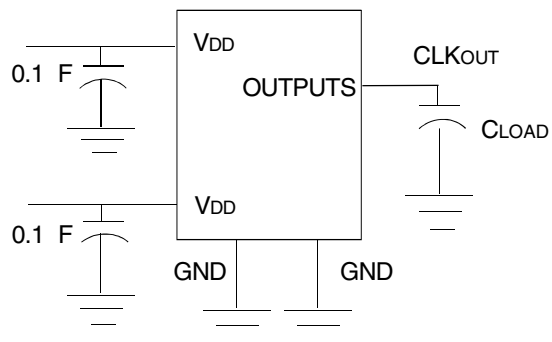 VDD
CLKOUT
0.1 F
OUTPUTS
CLOAD
VDD
0.1 F
GND
GND